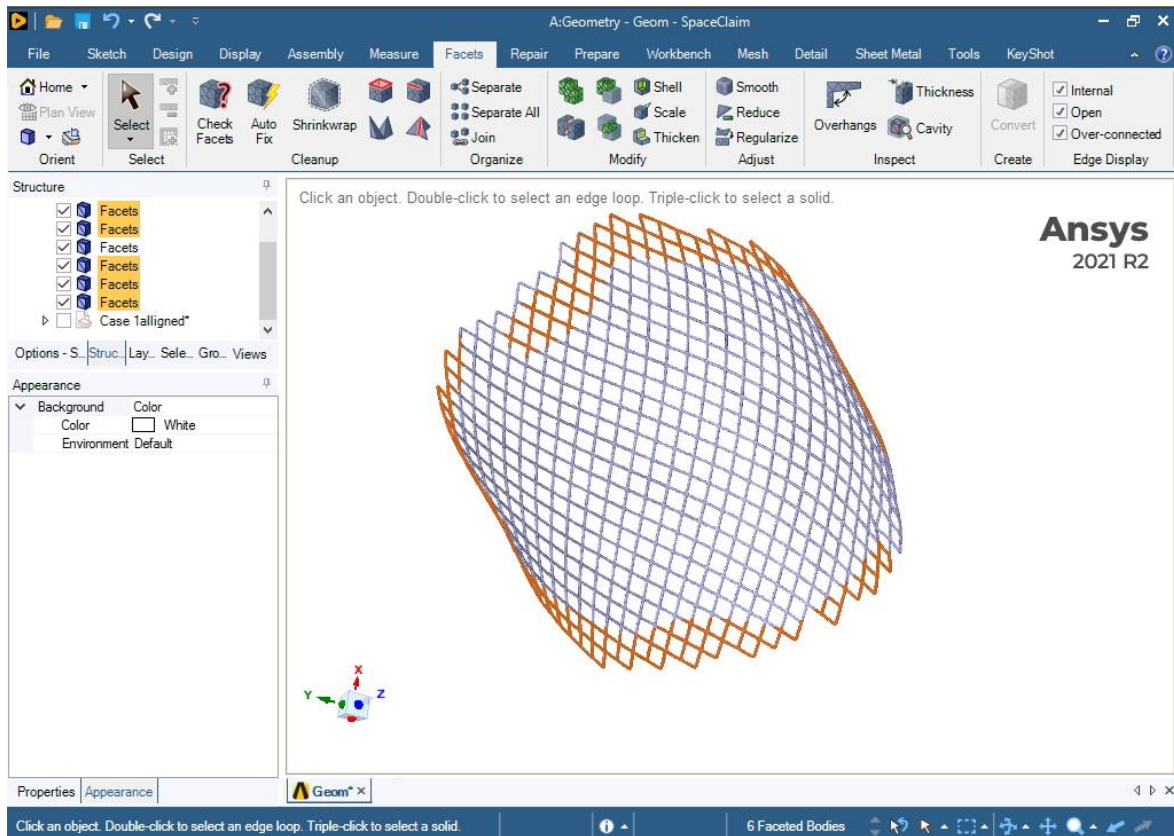 A:Geometry - Geom - SpaceClaim
File Sketch Design Display Assembly Measure Facets Repair Prepare Workbench Mesh Detail Sheet Metal Tools KeyShot
Home
Plan View
Orient
Select
Select
Check Facets
Auto Fix
Shrinkwrap
Cleanup
Separate
Separate All
Join
Organize
Shell
Scale
Thicken
Modify
Smooth
Reduce
Regularize
Adjust
Overhangs
Thickness
Cavity
Inspect
Convert
Create
Internal
Open
Over-connected
Edge Display
Structure
Facets
Facets
Facets
Facets
Facets
Facets
Case 1alligned*
Options - S... Struc... Lay... Sele... Gro... Views
Appearance
Background Color
Color White
Environment Default
Properties Appearance
Click an object. Double-click to select an edge loop. Triple-click to select a solid.
Ansys
2021 R2
X
Y
Z
Geom*
Click an object. Double-click to select an edge loop. Triple-click to select a solid.
6 Faceted Bodies